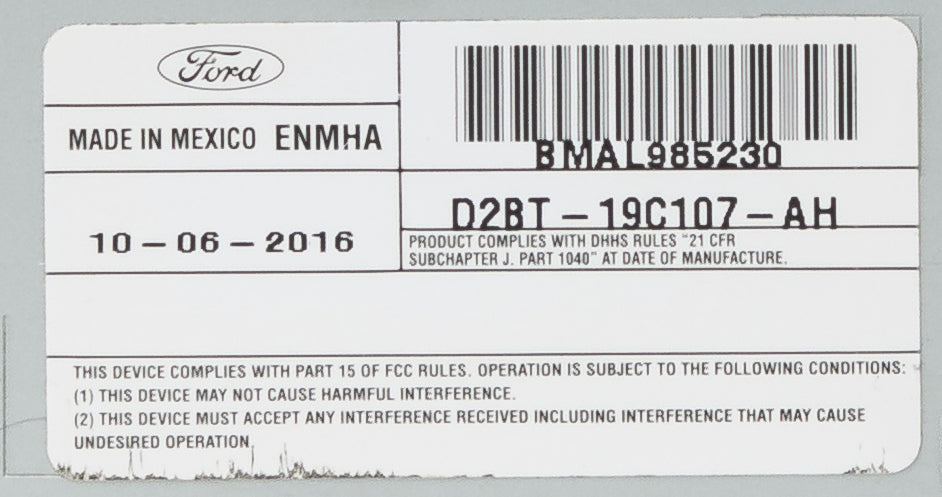 Ford
MADE IN MEXICO ENMHA
BMAL985230
D2BT-19C107-AH
10-06-2016
PRODUCT COMPLIES WITH DHHS RULES "21 CFR
SUBCHAPTER J. PART 1040" AT DATE OF MANUFACTURE.
THIS DEVICE COMPLIES WITH PART 15 OF FCC RULES. OPERATION IS SUBJECT TO THE FOLLOWING CONDITIONS:
(1) THIS DEVICE MAY NOT CAUSE HARMFUL INTERFERENCE.
(2) THIS DEVICE MUST ACCEPT ANY INTERFERENCE RECEIVED INCLUDING INTERFERENCE THAT MAY CAUSE
UNDESIRED OPERATION.